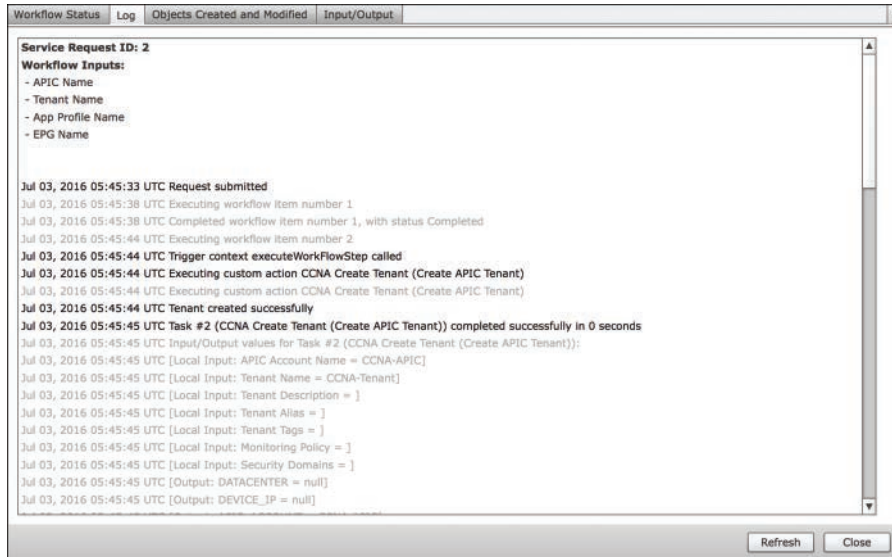 Workflow Status Log Objects Created and Modified Input/Output
Service Request ID: 2
Workflow Inputs:
- APIC Name
- Tenant Name
- App Profile Name
- EPG Name
Jul 03, 2016 05:45:33 UTC Request submitted
Jul 03, 2016 05:45:38 UTC Executing workflow item number 1
Jul 03, 2016 05:45:38 UTC Completed workflow item number 1, with status Completed
Jul 03, 2016 05:45:44 UTC Executing workflow item number 2
Jul 03, 2016 05:45:44 UTC Trigger context executeWorkFlowStep called
Jul 03, 2016 05:45:44 UTC Executing custom action CCNA Create Tenant (Create APIC Tenant)
Jul 03, 2016 05:45:44 UTC Executing custom action CCNA Create Tenant (Create APIC Tenant)
Jul 03, 2016 05:45:44 UTC Tenant created successfully
Jul 03, 2016 05:45:45 UTC Task #2 (CCNA Create Tenant (Create APIC Tenant)) completed successfully in 0 seconds
Jul 03, 2016 05:45:45 UTC Input/Output values for Task #2 (CCNA Create Tenant (Create APIC Tenant)):
Jul 03, 2016 05:45:45 UTC [Local Input: APIC Account Name = CCNA-APIC]
Jul 03, 2016 05:45:45 UTC [Local Input: Tenant Name = CCNA-Tenant]
Jul 03, 2016 05:45:45 UTC [Local Input: Tenant Description = ]
Jul 03, 2016 05:45:45 UTC [Local Input: Tenant Alias = ]
Jul 03, 2016 05:45:45 UTC [Local Input: Tenant Tags = ]
Jul 03, 2016 05:45:45 UTC [Local Input: Monitoring Policy = ]
Jul 03, 2016 05:45:45 UTC [Local Input: Security Domains = ]
Jul 03, 2016 05:45:45 UTC [Output: DATACENTER = null]
Jul 03, 2016 05:45:45 UTC [Output: DEVICE_IP = null]
Refresh Close